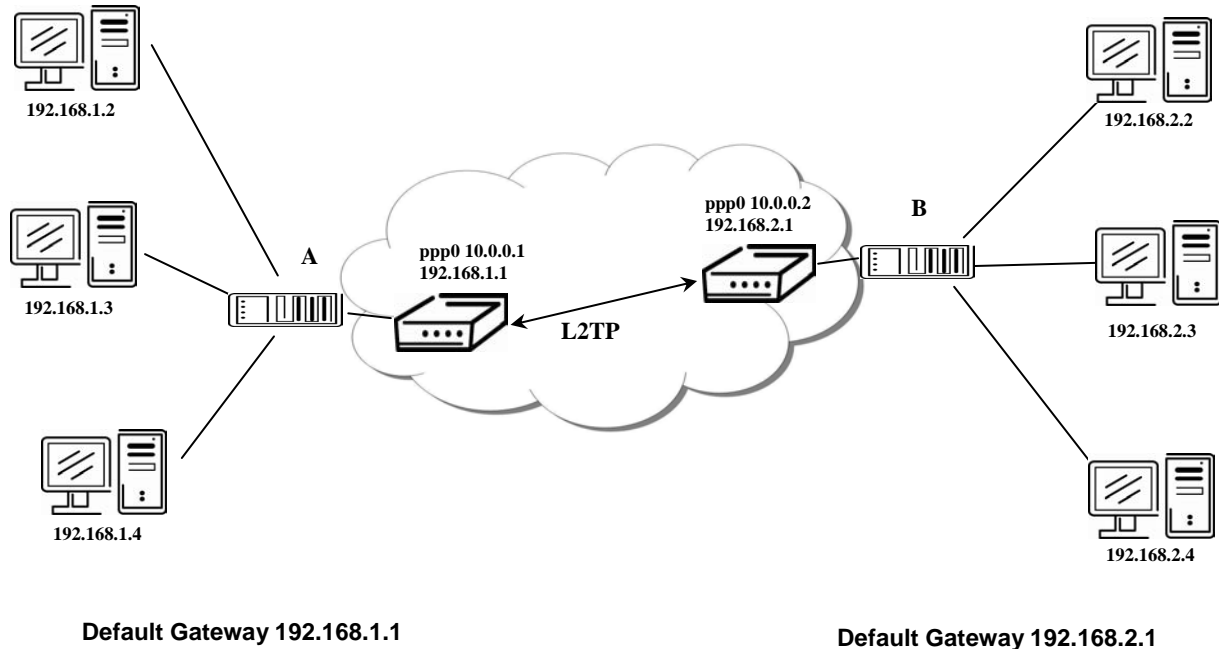 192.168.1.2
192.168.2.2
ppp0 10.0.0.2
192.168.2.1
B
A
ppp0 10.0.0.1
192.168.1.1
192.168.1.3
L2TP
192.168.2.3
192.168.1.4
192.168.2.4
Default Gateway 192.168.1.1
Default Gateway 192.168.2.1